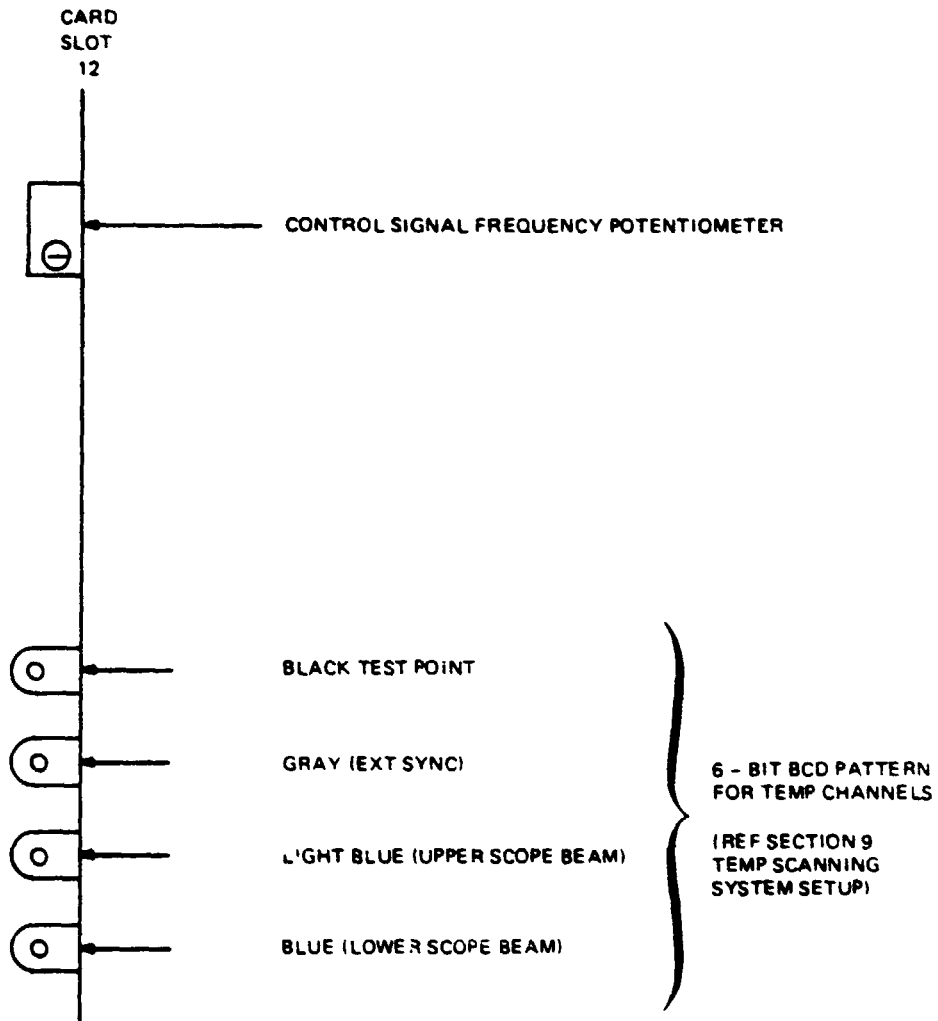 CARD
SLOT
12
CONTROL SIGNAL FREQUENCY POTENTIOMETER
BLACK TEST POINT
GRAY (EXT SYNC)
LIGHT BLUE (UPPER SCOPE BEAM)
BLUE (LOWER SCOPE BEAM)
6 - BIT BCD PATTERN
FOR TEMP CHANNELS
(REF SECTION 9
TEMP SCANNING
SYSTEM SETUP)